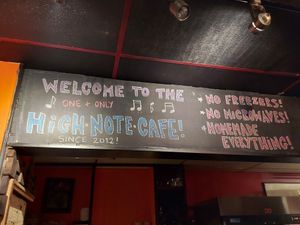 WELCOME TO THE
ONE + ONLY
HIGH·NOTE·CAFE!
SINCE 2012!
• NO FREEZERS!
• NO MICROWAVES!
• HOMEMADE
EVERYTHING!